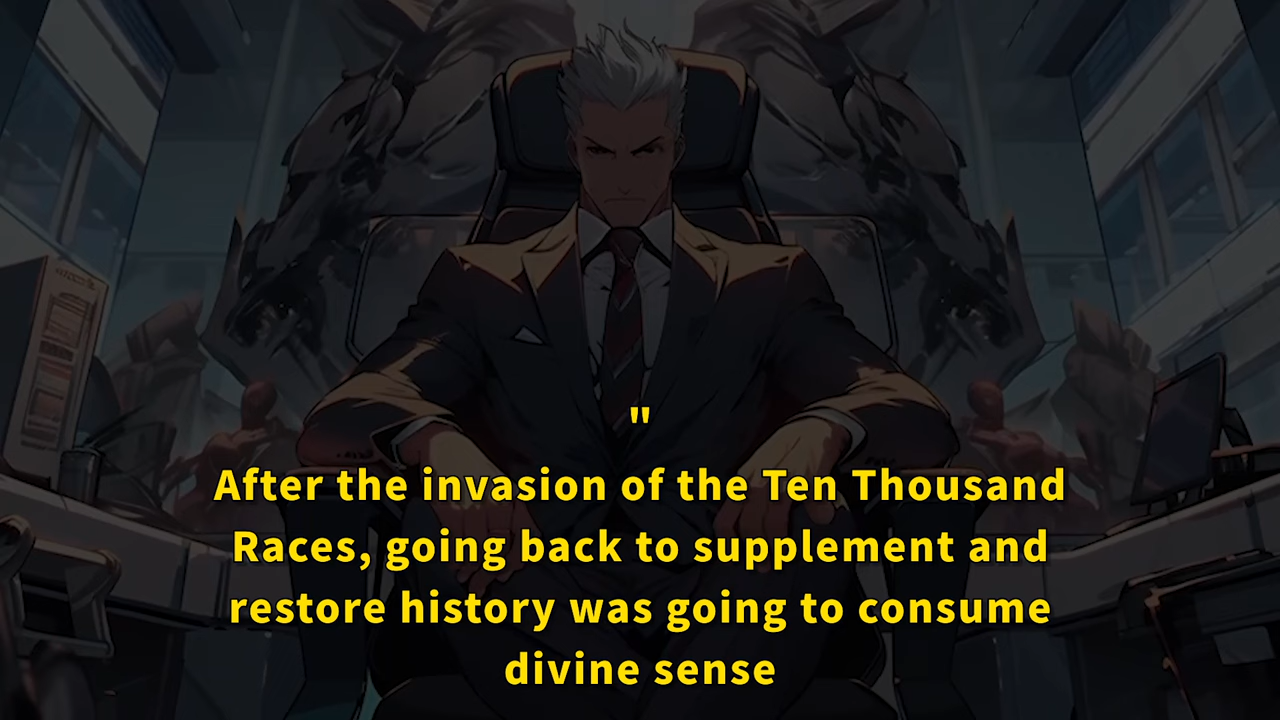 "
After the invasion of the Ten Thousand
Races, going back to supplement and
restore history was going to consume
divine sense